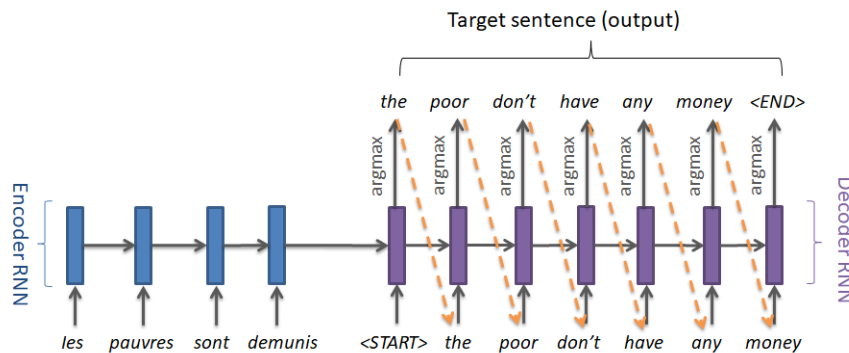 Target sentence (output)
the poor don't have any money <END>
argmax argmax argmax argmax argmax argmax argmax
Encoder RNN
Decoder RNN
les pauvres sont demunis <START> the poor don't have any money